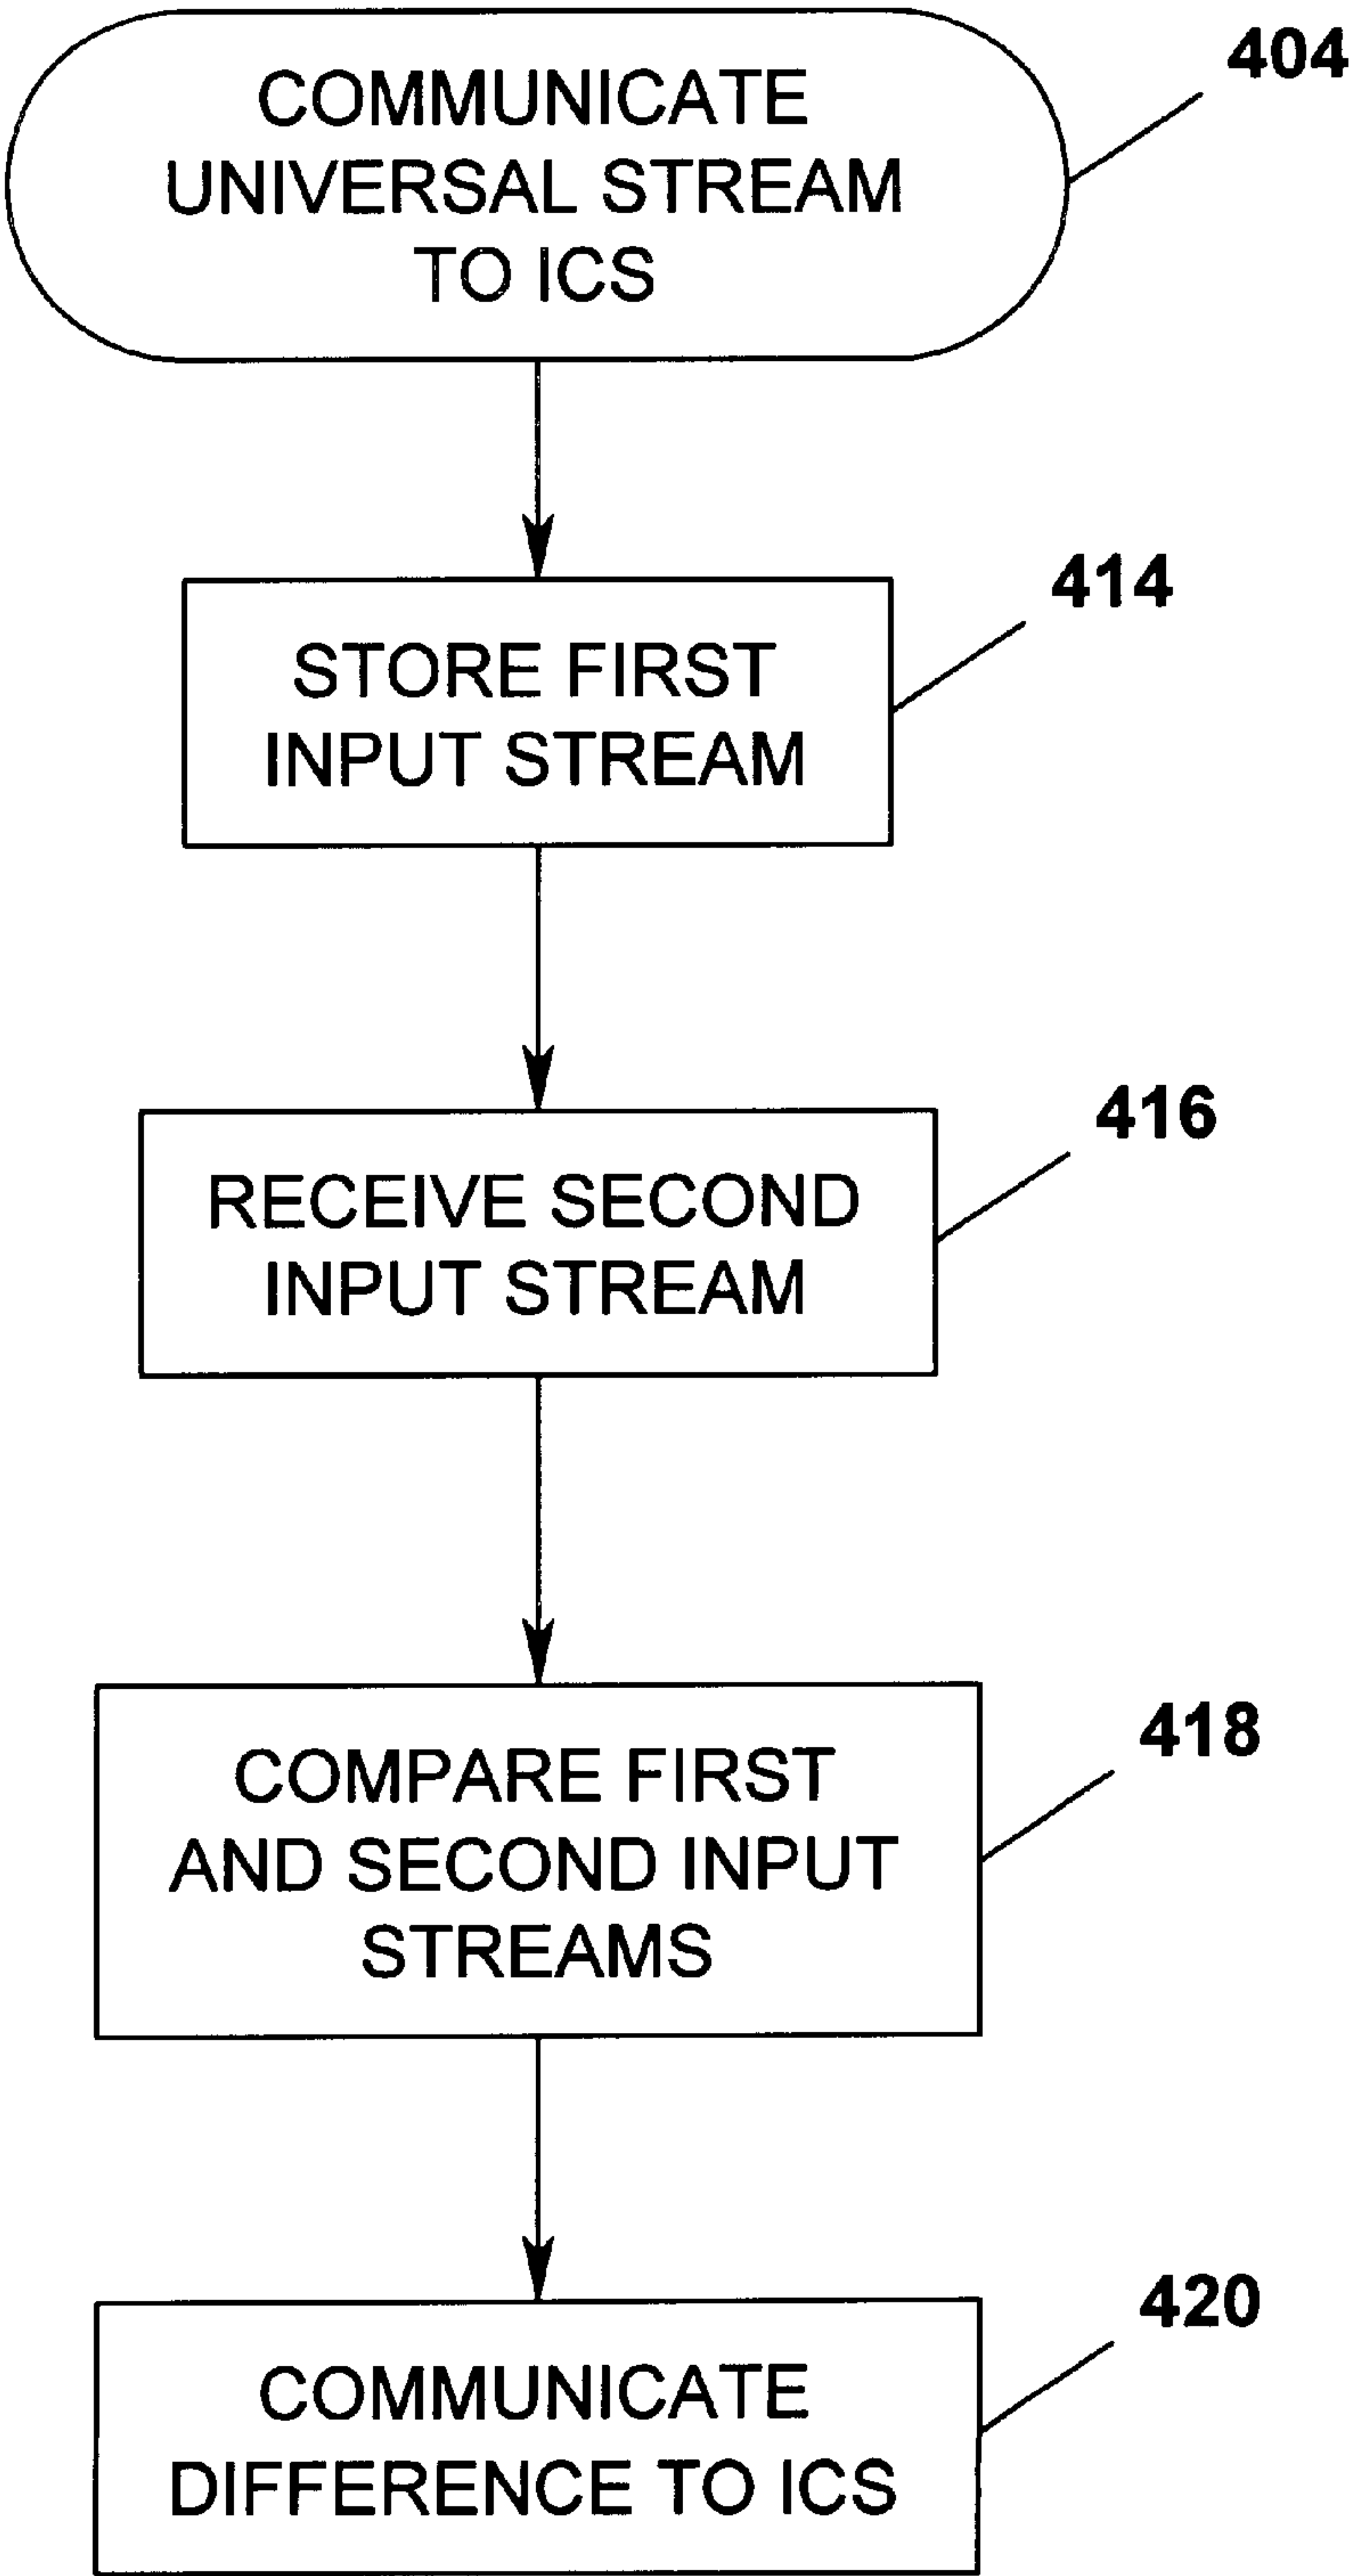 404
COMMUNICATE
UNIVERSAL STREAM
TO ICS
414
STORE FIRST
INPUT STREAM
416
RECEIVE SECOND
INPUT STREAM
418
COMPARE FIRST
AND SECOND INPUT
STREAMS
420
COMMUNICATE
DIFFERENCE TO ICS